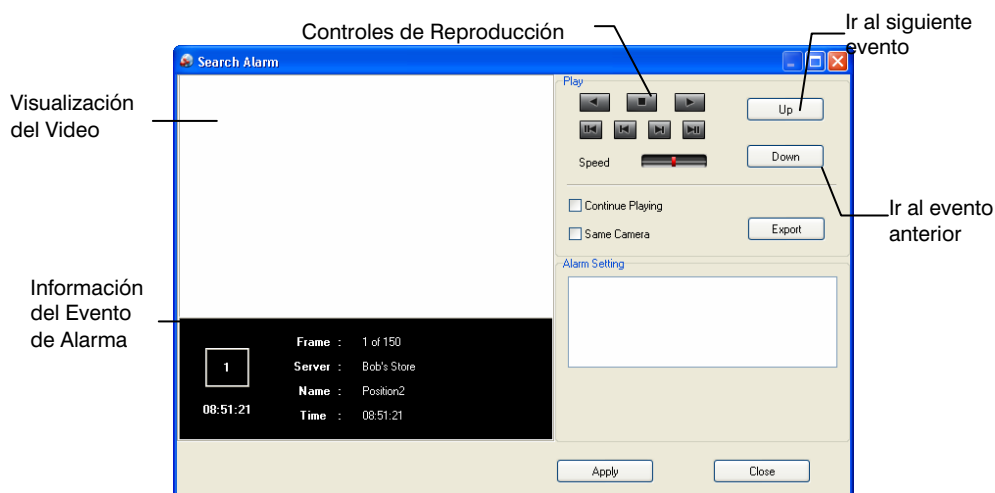 Controles de Reproducción
Ir al siguiente
evento
Search Alarm
Visualización
del Video
Play
Up
Speed
Down
Continue Playing
Same Camera
Export
Ir al evento
anterior
Alarm Setting
Información
del Evento
de Alarma
1
08:51:21
Frame : 1 of 150
Server : Bob's Store
Name : Position2
Time : 08:51:21
Apply
Close